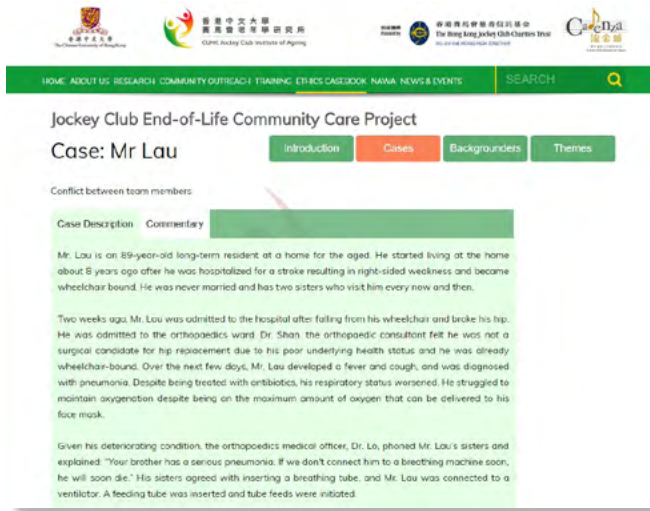 香港中文大學
The Chinese University of Hong Kong
香港中文大學
賽馬會老年學研究所
CUHK Jockey Club Institute of Ageing
香港賽馬會慈善信託基金
The Hong Kong Jockey Club Charities Trust
RIDING HIGH TOGETHER
Cadenza
流金頌
HOME ABOUT US RESEARCH COMMUNITY OUTREACH TRAINING ETHICS CASEBOOK NAWA NEWS & EVENTS SEARCH
Jockey Club End-of-Life Community Care Project
Case: Mr Lau Introduction Cases Backgrounders Themes
Conflict between team members
Case Description Commentary
Mr. Lau is an 89-year-old long-term resident at a home for the aged. He started living at the home
about 8 years ago after he was hospitalized for a stroke resulting in right-sided weakness and became
wheelchair bound. He was never married and has two sisters who visit him every now and then.
Two weeks ago, Mr. Lau was admitted to the hospital after falling from his wheelchair and broke his hip.
He was admitted to the orthopaedics ward. Dr. Shan, the orthopaedic consultant felt he was not a
surgical candidate for hip replacement due to his poor underlying health status and he was already
wheelchair-bound. Over the next few days, Mr. Lau developed a fever and cough, and was diagnosed
with pneumonia. Despite being treated with antibiotics, his respiratory status worsened. He struggled to
maintain oxygenation despite being on the maximum amount of oxygen that can be delivered to his
face mask.
Given his deteriorating condition, the orthopaedics medical officer, Dr. Lo, phoned Mr. Lau's sisters and
explained: "Your brother has a serious pneumonia. If we don't connect him to a breathing machine soon,
he will soon die." His sisters agreed with inserting a breathing tube, and Mr. Lau was connected to a
ventilator. A feeding tube was inserted and tube feeds were initiated.